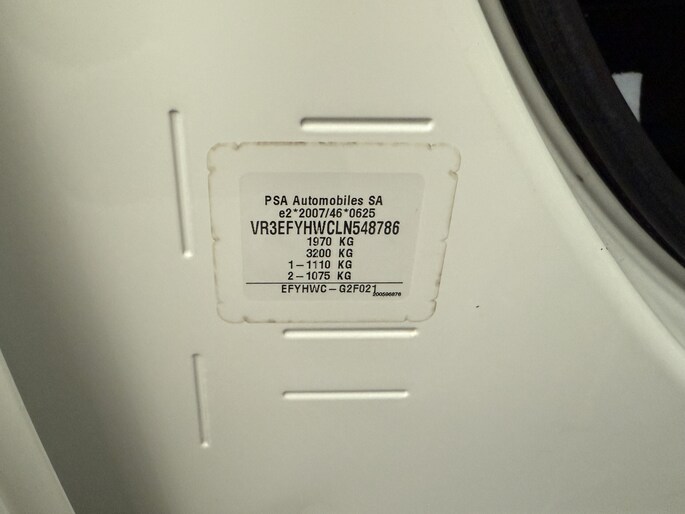 PSA Automobiles SA
e2*2007/46*0625
VR3EFYHWCLN548786
1970 KG
3200 KG
1-1110 KG
2-1075 KG
EFYHWC-G2F021